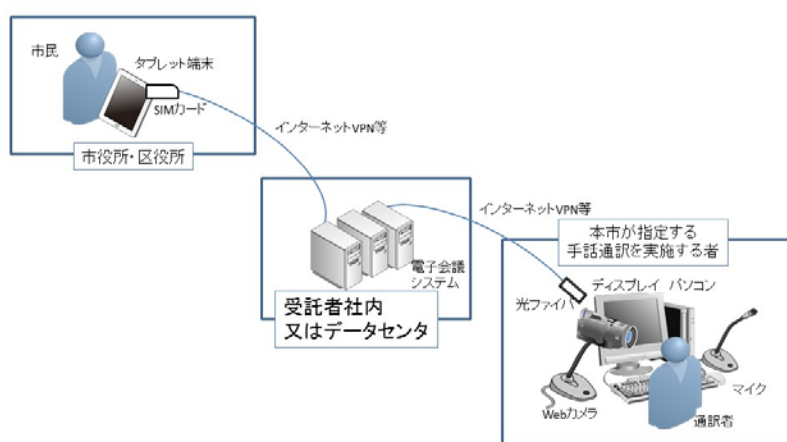 市民
タブレット端末
SIMカード
市役所・区役所
インターネットVPN等
電子会議
システム
受託者社内
又はデータセンタ
インターネットVPN等
本市が指定する
手話通訳を実施する者
光ファイバ
ディスプレイ パソコン
Webカメラ
マイク
通訳者